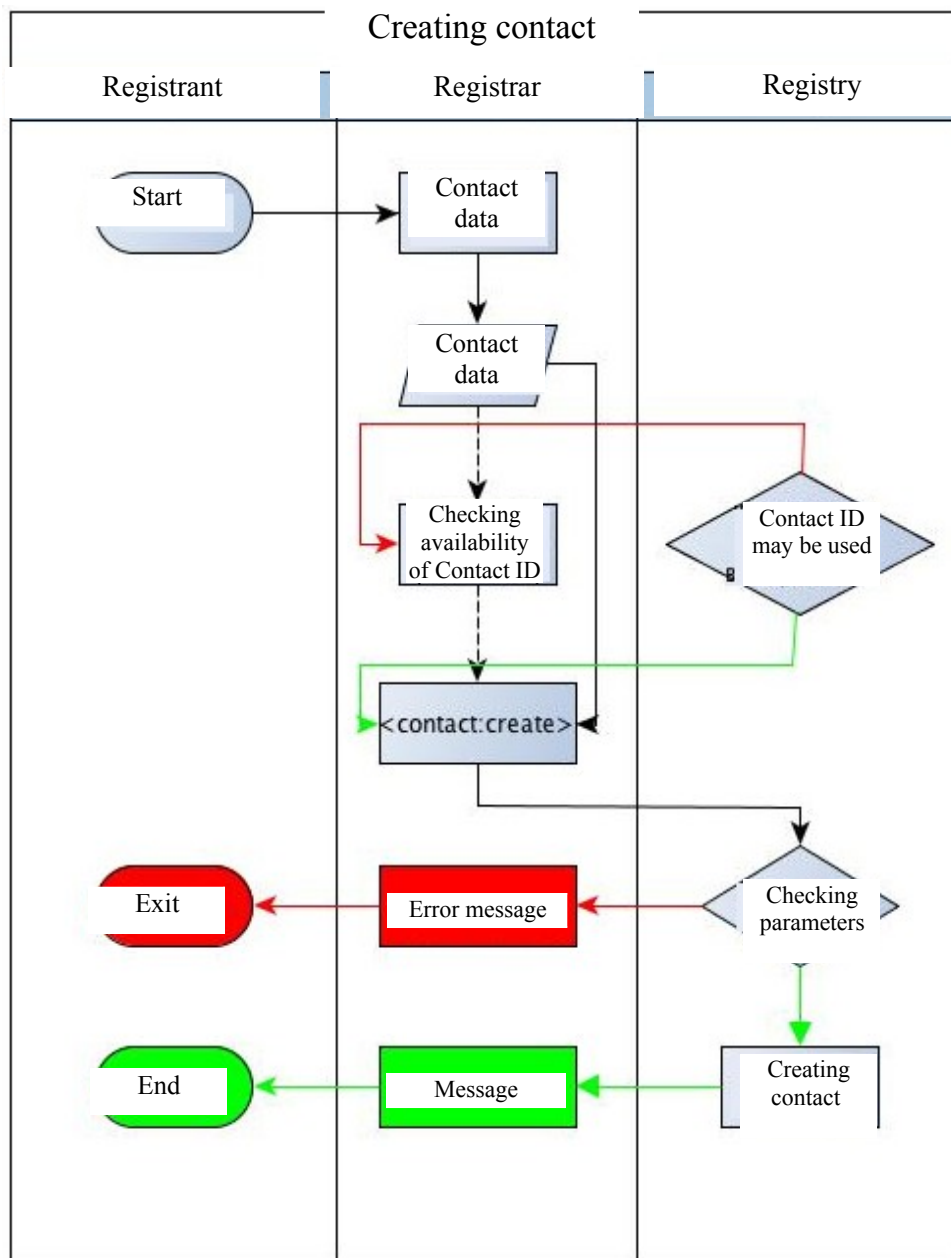 Creating contact
Registrant
Registrar
Registry
Start
Contact
data
Contact
data
Checking
availability
of Contact ID
Contact ID
may be used
<contact:create>
Exit
Error message
Checking
parameters
End
Message
Creating
contact